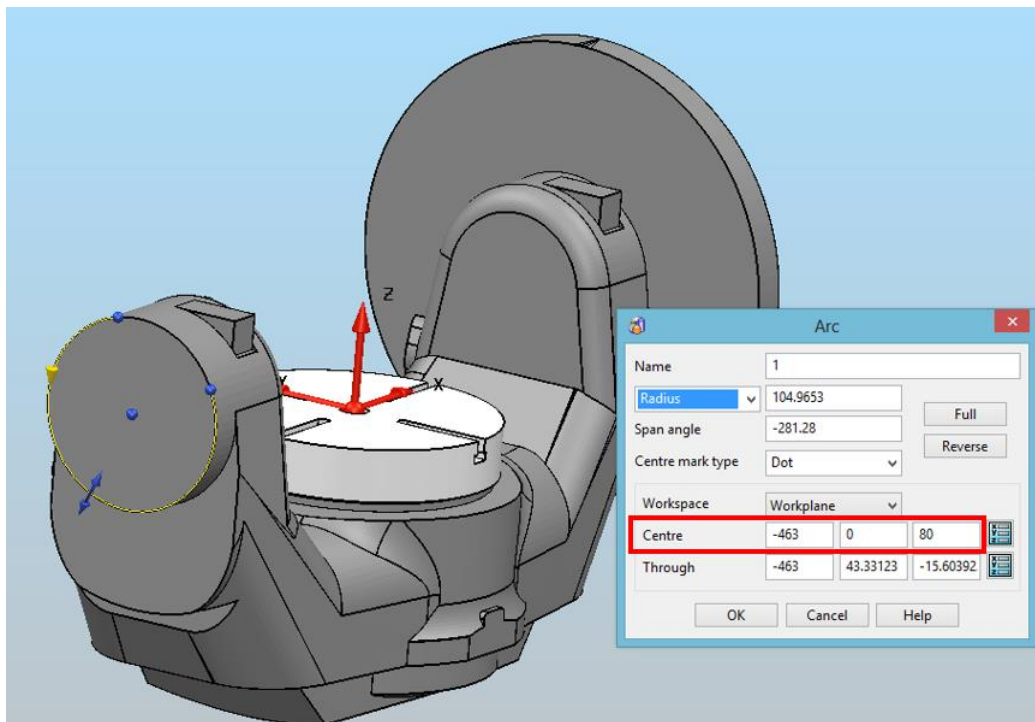 Z
X
Y
Arc
Name 1
Radius 104.9653
Full
Span angle -281.28
Reverse
Centre mark type Dot
Workspace Workplane
Centre -463 0 80
Through -463 43.33123 -15.60392
OK Cancel Help